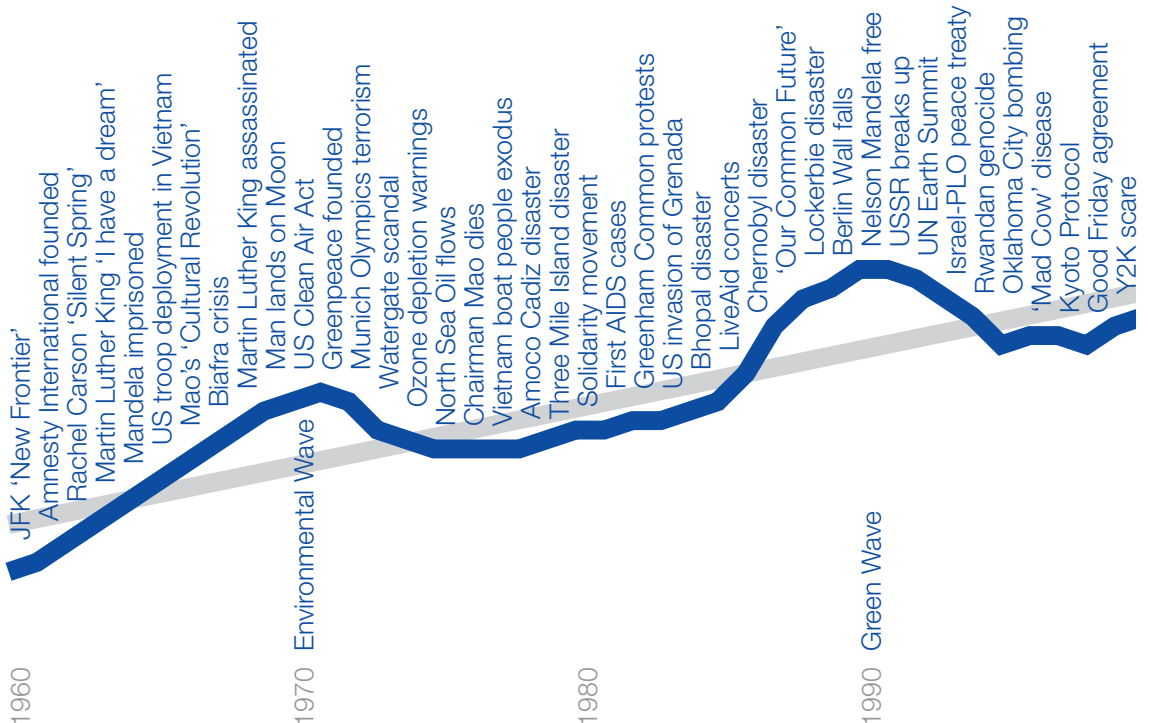 JFK ‘New Frontier’
Amnesty International founded
Rachel Carson ‘Silent Spring’
Martin Luther King ‘I have a dream’
Mandela imprisoned
US troop deployment in Vietnam
Mao’s ‘Cultural Revolution’
Biafra crisis
Martin Luther King assassinated
Man lands on Moon
US Clean Air Act
Greenpeace founded
Munich Olympics terrorism
Watergate scandal
Ozone depletion warnings
North Sea Oil flows
Chairman Mao dies
Vietnam boat people exodus
Amoco Cadiz disaster
Three Mile Island disaster
Solidarity movement
First AIDS cases
Greenham Common protests
US invasion of Grenada
Bhopal disaster
LiveAid concerts
Chernobyl disaster
‘Our Common Future’
Lockerbie disaster
Berlin Wall falls
Nelson Mandela free
USSR breaks up
UN Earth Summit
Israel-PLO peace treaty
Rwandan genocide
Oklahoma City bombing
‘Mad Cow’ disease
Kyoto Protocol
Good Friday agreement
Y2K scare
Environmental Wave
Green Wave
1960
1970
1980
1990